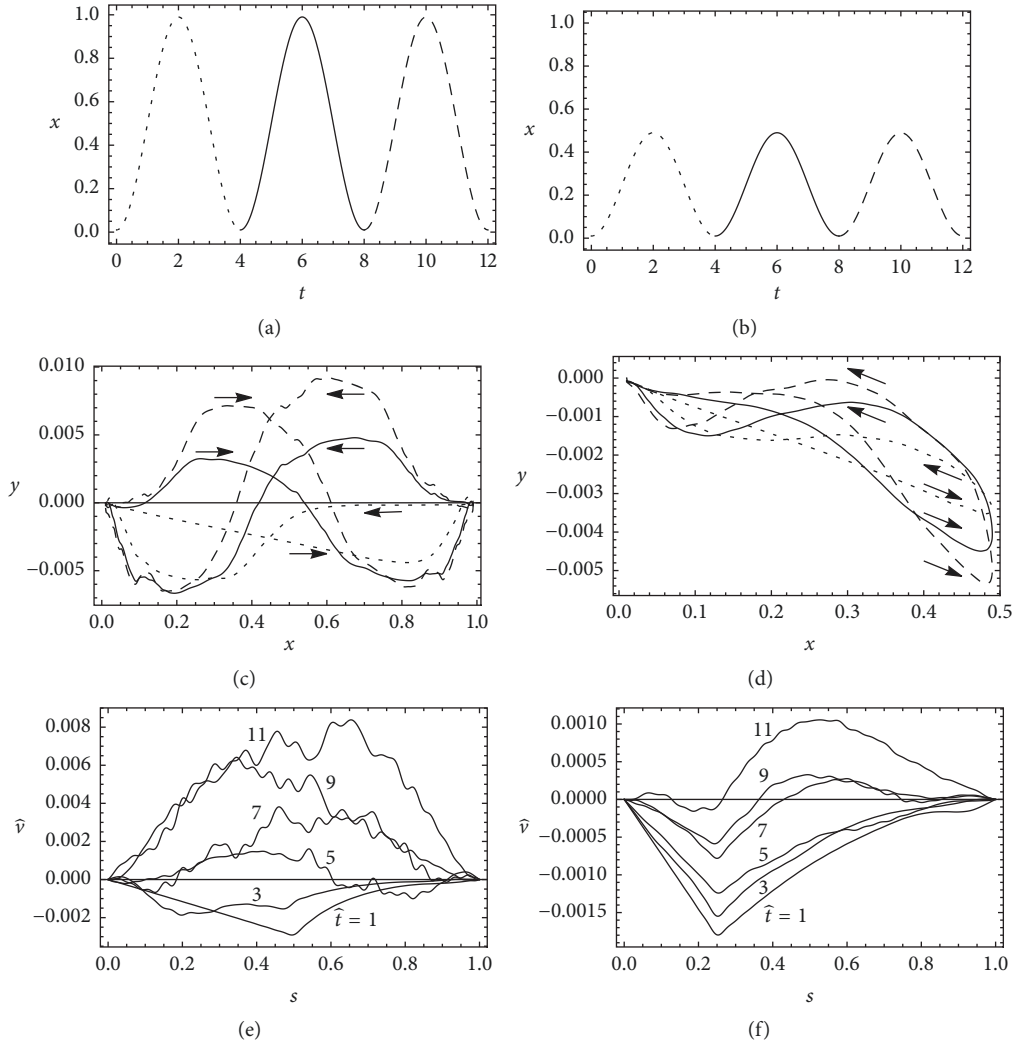 1.0
0.8
0.6
x
0.4
0.2
0.0
0 2 4 6 8 10 12
t
(a)
1.0
0.8
0.6
x
0.4
0.2
0.0
0 2 4 6 8 10 12
t
(b)
0.010
0.005
y
0.000
−0.005
0.0 0.2 0.4 0.6 0.8 1.0
x
(c)
0.000
−0.001
−0.002
y
−0.003
−0.004
−0.005
0.0 0.1 0.2 0.3 0.4 0.5
x
(d)
0.008
0.006
0.004
v̂
0.002
0.000
−0.002
11
9
7
5
3
t̂ = 1
0.0 0.2 0.4 0.6 0.8 1.0
s
(e)
0.0010
0.0005
0.0000
v̂
−0.0005
−0.0010
−0.0015
11
9
7
5
3
t̂ = 1
0.0 0.2 0.4 0.6 0.8 1.0
s
(f)